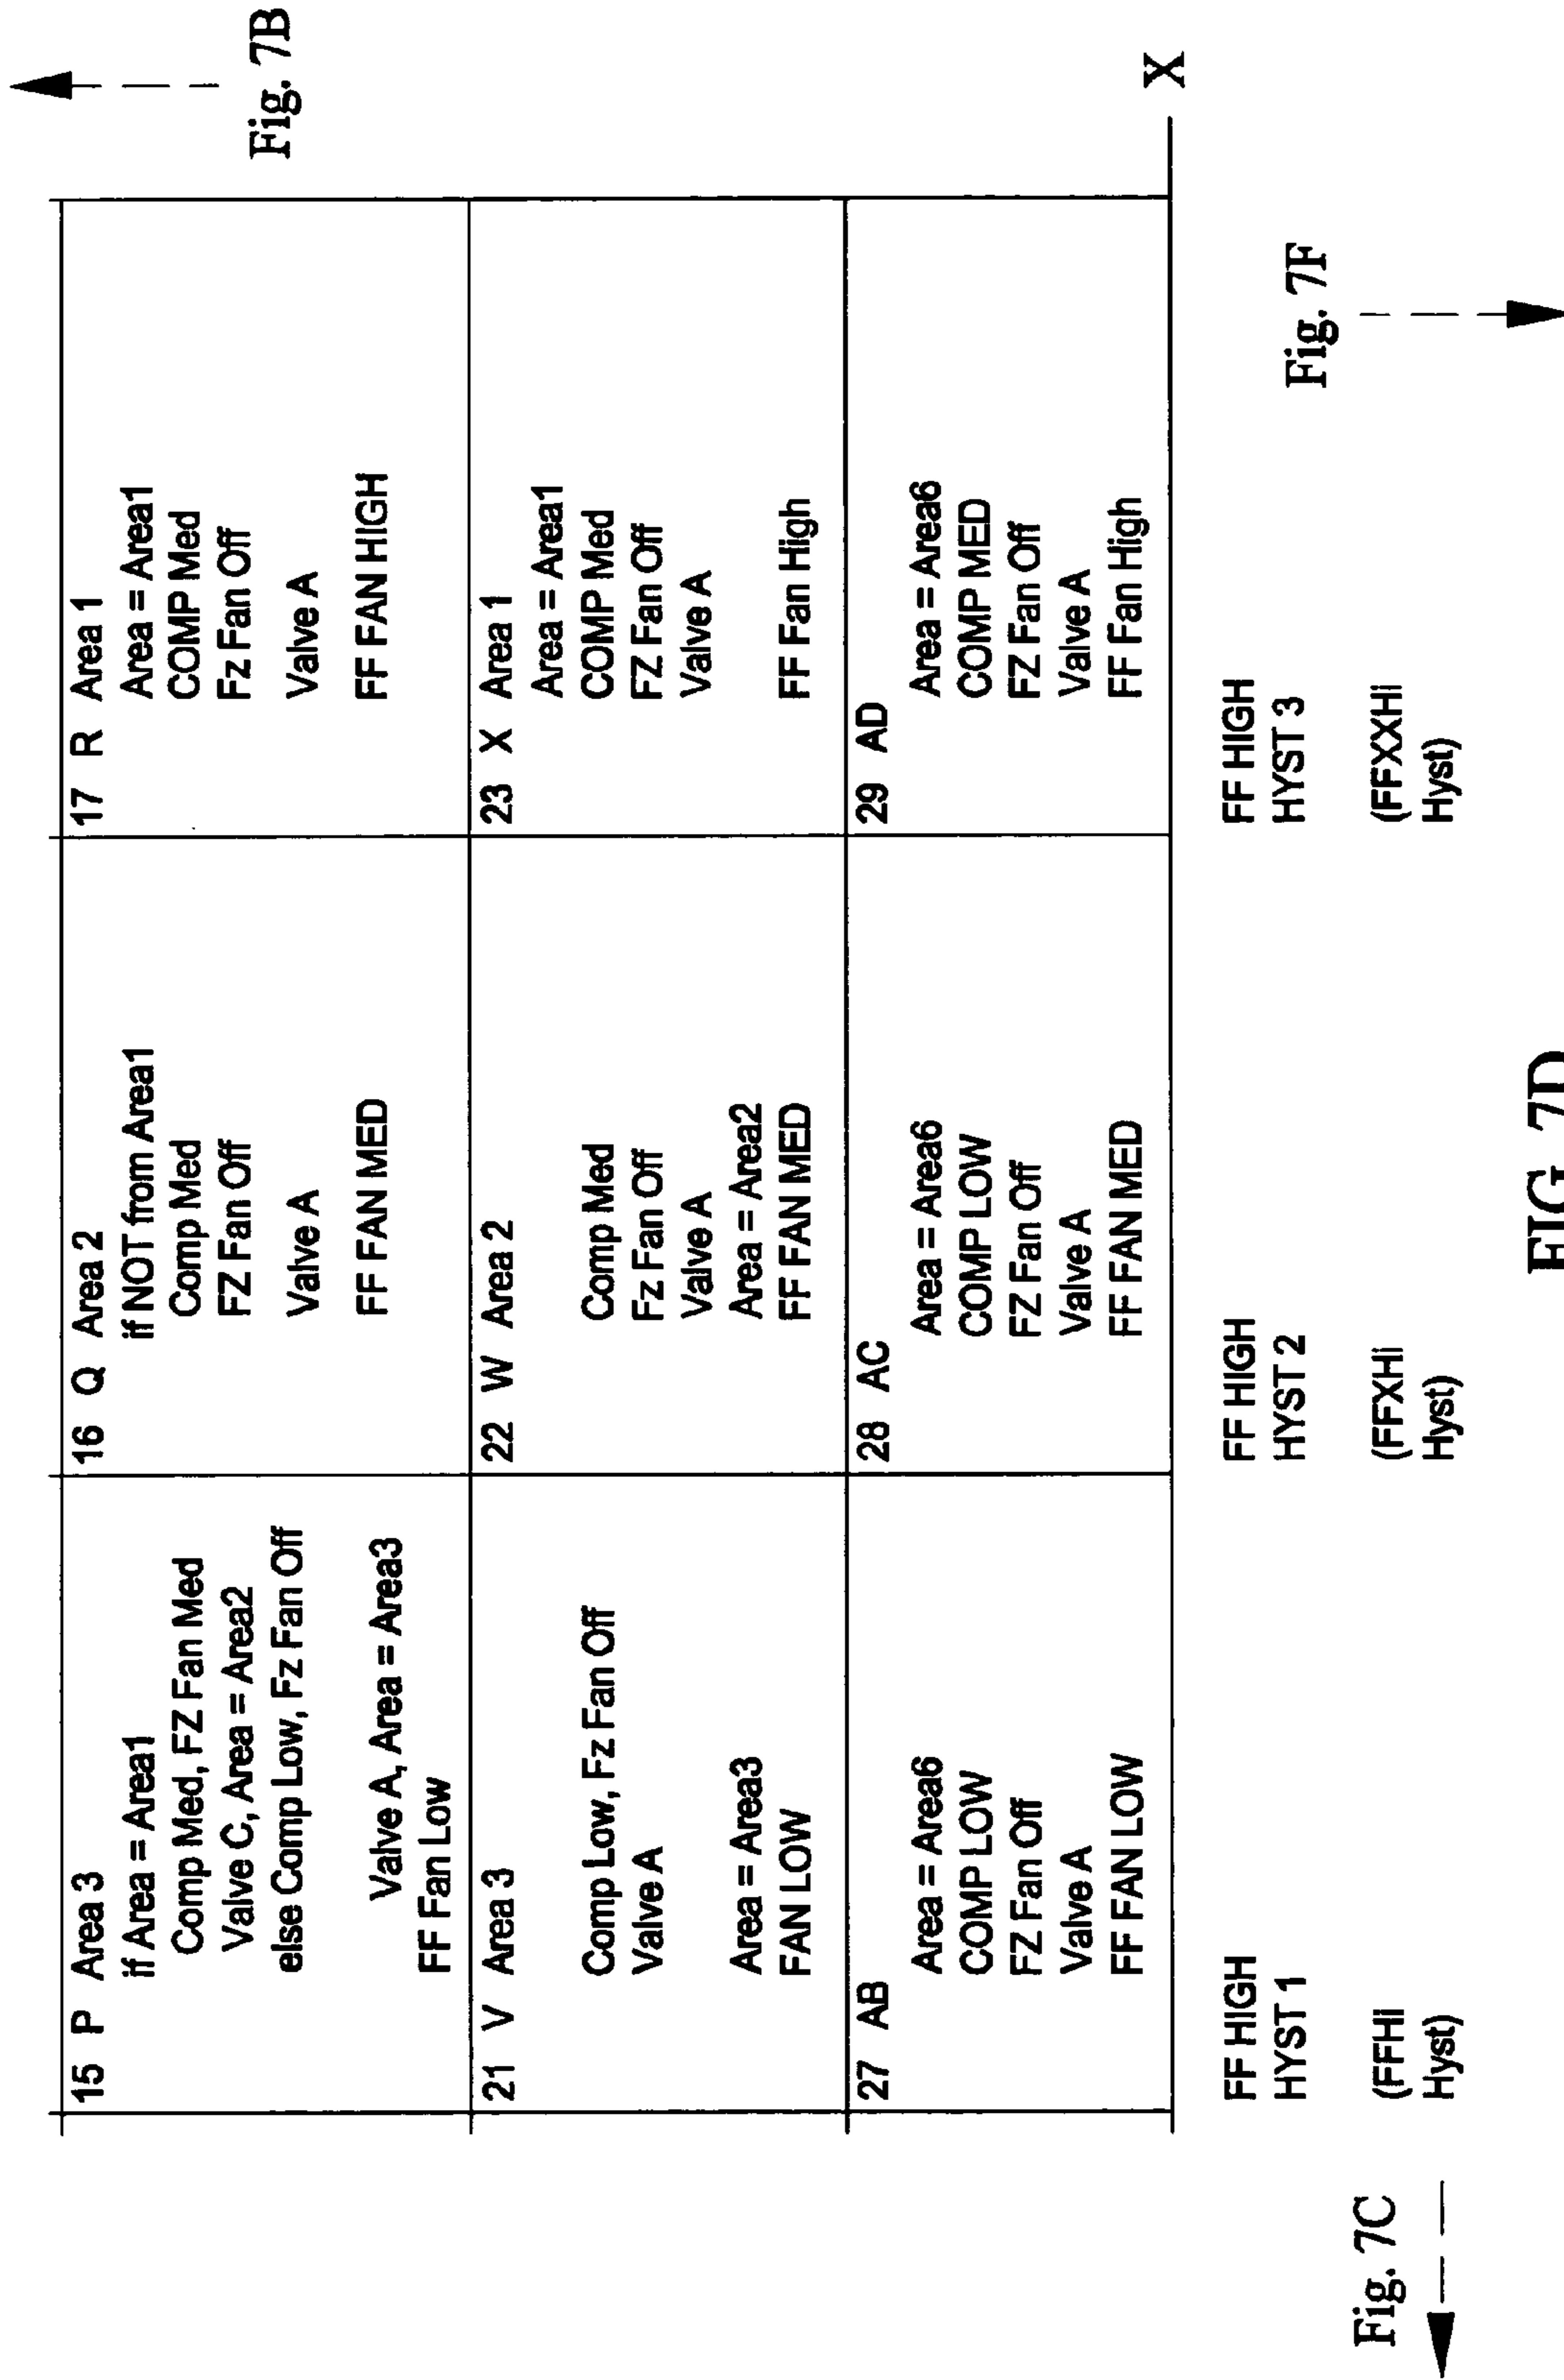 Fig. 7B
15 P Area 3
if Area = Area1
Comp Med, FZ Fan Med
Valve C, Area = Area2
else Comp Low, Fz Fan Off
Valve A, Area = Area3
FF Fan Low
16 Q Area 2
if NOT from Area1
Comp Med
FZ Fan Off
Valve A
FF FAN MED
17 R Area 1
Area = Area1
COMP Med
Fz Fan Off
Valve A
FF FAN HIGH
21 V Area 3
Comp Low, Fz Fan Off
Valve A
Area = Area3
FAN LOW
22 W Area 2
Comp Med
Fz Fan Off
Valve A
Area = Area2
FF FAN MED
23 X Area 1
Area = Area1
COMP Med
FZ Fan Off
Valve A
FF Fan High
27 AB
Area = Area6
COMP LOW
FZ Fan Off
Valve A
FF FAN LOW
28 AC
Area = Area6
COMP LOW
FZ Fan Off
Valve A
FF FAN MED
29 AD
Area = Area6
COMP MED
FZ Fan Off
Valve A
FF Fan High
X
FF HIGH
HYST 1
(FFHi
Hyst)
FF HIGH
HYST 2
(FFXHi
Hyst)
FF HIGH
HYST 3
(FFXXHi
Hyst)
Fig. 7C
Fig. 7F
FIG. 7D